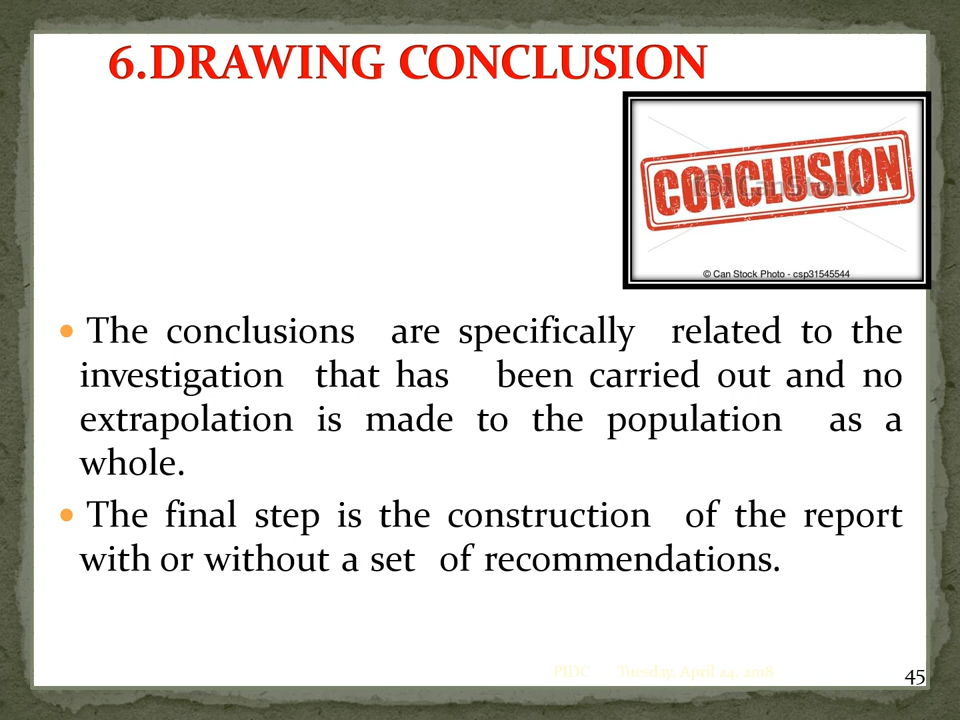 6.DRAWING CONCLUSION
CONCLUSION
CanStock
© Can Stock Photo - csp31545544
• The conclusions are specifically related to the
investigation that has been carried out and no
extrapolation is made to the population as a
whole.
• The final step is the construction of the report
with or without a set of recommendations.
PIDC Tuesday, April 24, 2018
45